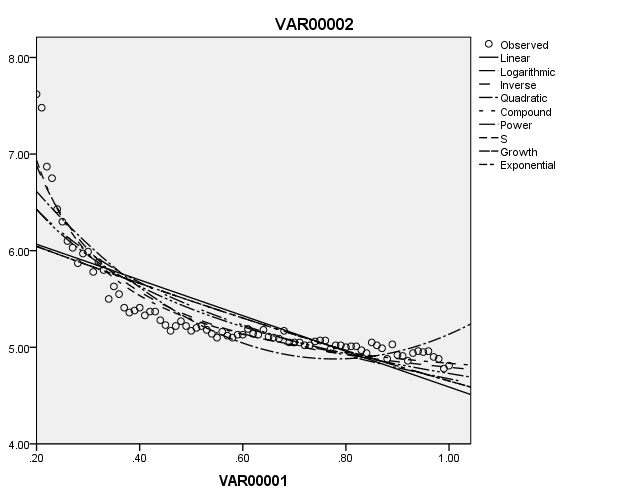 VAR00002
8.00
7.00
6.00
5.00
4.00
.20 .40 .60 .80 1.00
VAR00001
Observed
Linear
Logarithmic
Inverse
Quadratic
Compound
Power
S
Growth
Exponential